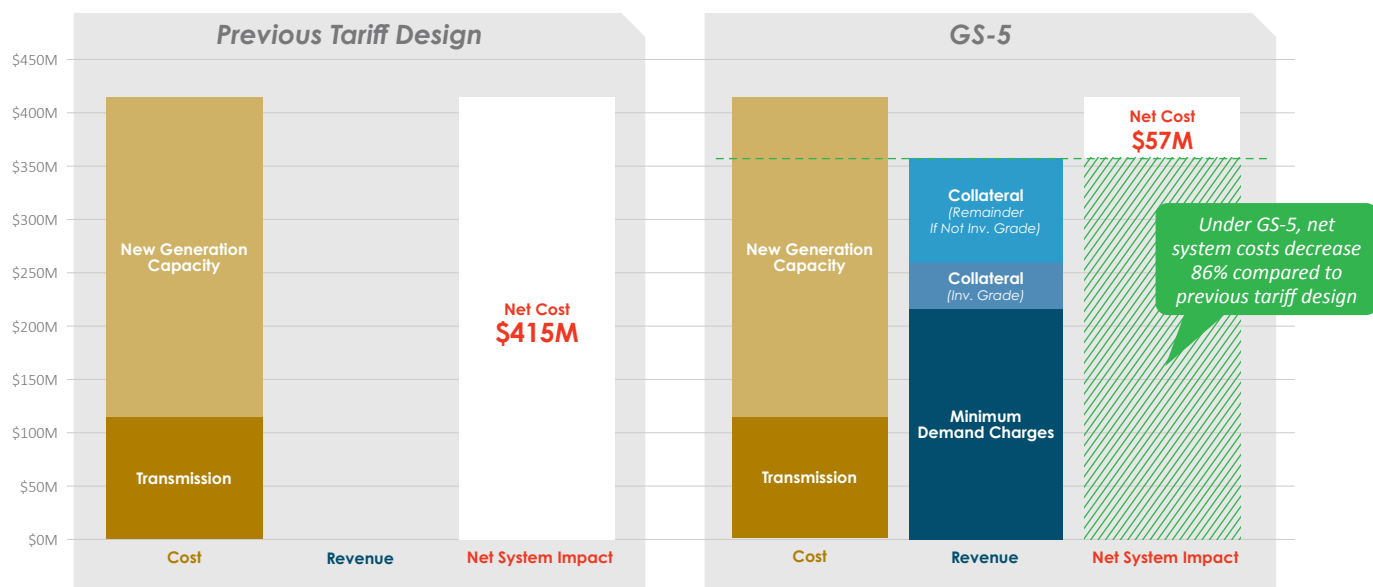 Previous Tariff Design
$450M
$400M
$350M
$300M
$250M
$200M
$150M
$100M
$50M
$0M
New Generation
Capacity
Transmission
Net Cost
$415M
Cost
Revenue
Net System Impact
GS-5
New Generation
Capacity
Transmission
Collateral
(Remainder
If Not Inv. Grade)
Collateral
(Inv. Grade)
Minimum
Demand Charges
Net Cost
$57M
Under GS-5, net
system costs decrease
86% compared to
previous tariff design
Cost
Revenue
Net System Impact